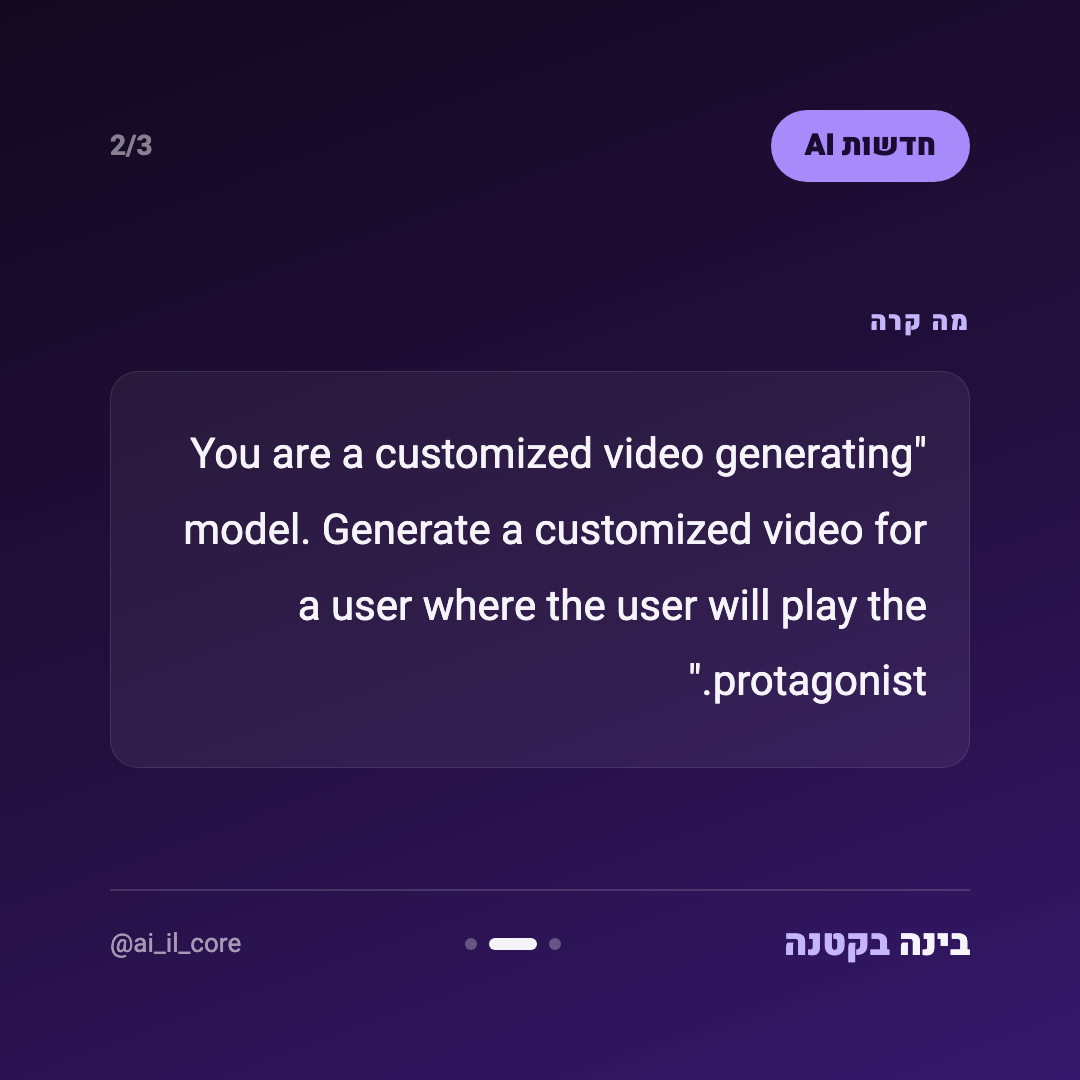 חדשות AI
2/3
מה קרה
"You are a customized video generating
model. Generate a customized video for
a user where the user will play the
protagonist."
בינה בקטנה
@ai_il_core